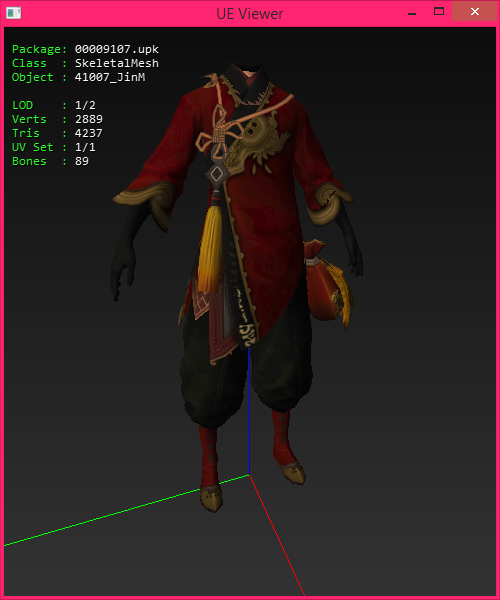 UE Viewer
Package: 00009107.upk
Class : SkeletalMesh
Object : 41007_JinM
LOD : 1/2
Verts : 2889
Tris : 4237
UV Set : 1/1
Bones : 89